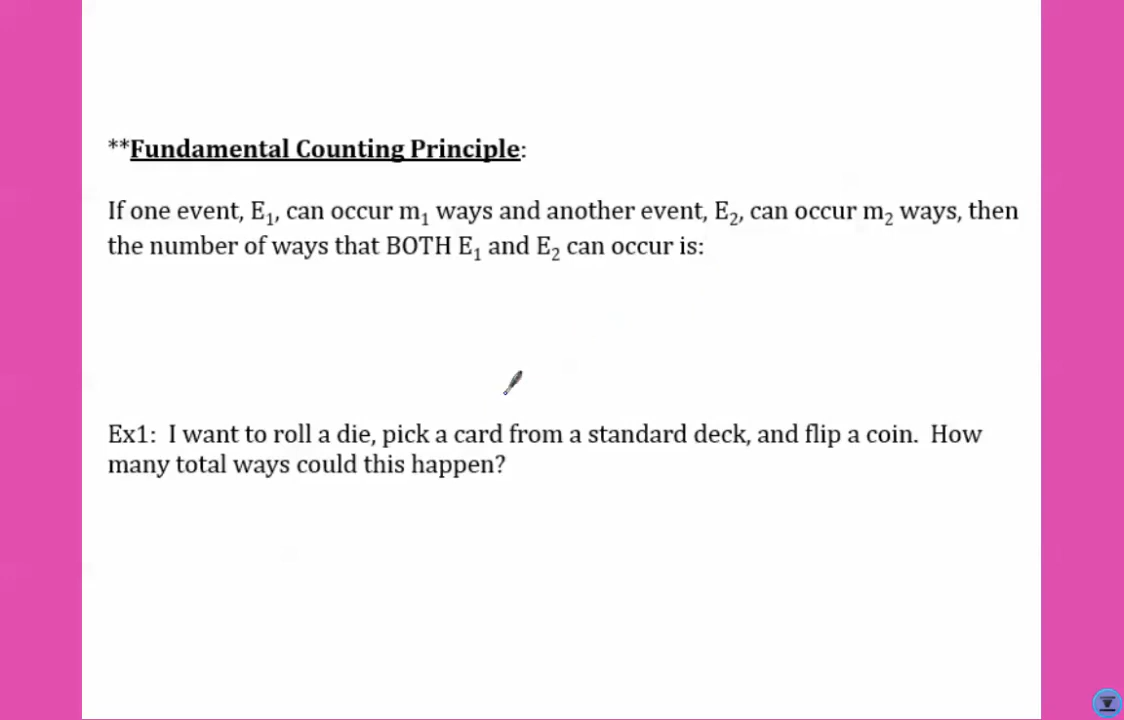 **Fundamental Counting Principle:
If one event, E₁, can occur m₁ ways and another event, E₂, can occur m₂ ways, then
the number of ways that BOTH E₁ and E₂ can occur is:
Ex1:  I want to roll a die, pick a card from a standard deck, and flip a coin.  How
many total ways could this happen?